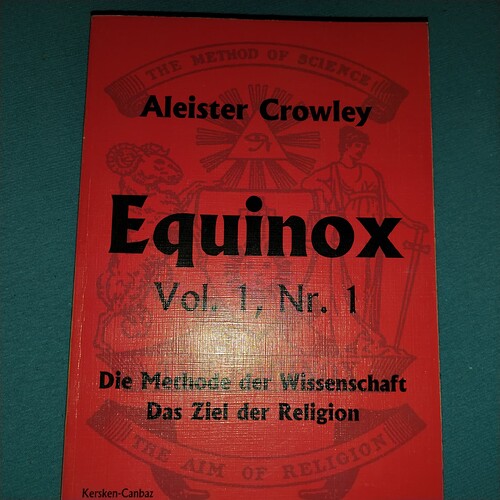 THE METHOD OF SCIENCE
Aleister Crowley
Equinox
Vol. 1, Nr. 1
Die Methode der Wissenschaft
Das Ziel der Religion
THE AIM OF RELIGION
Kersken-Canbaz